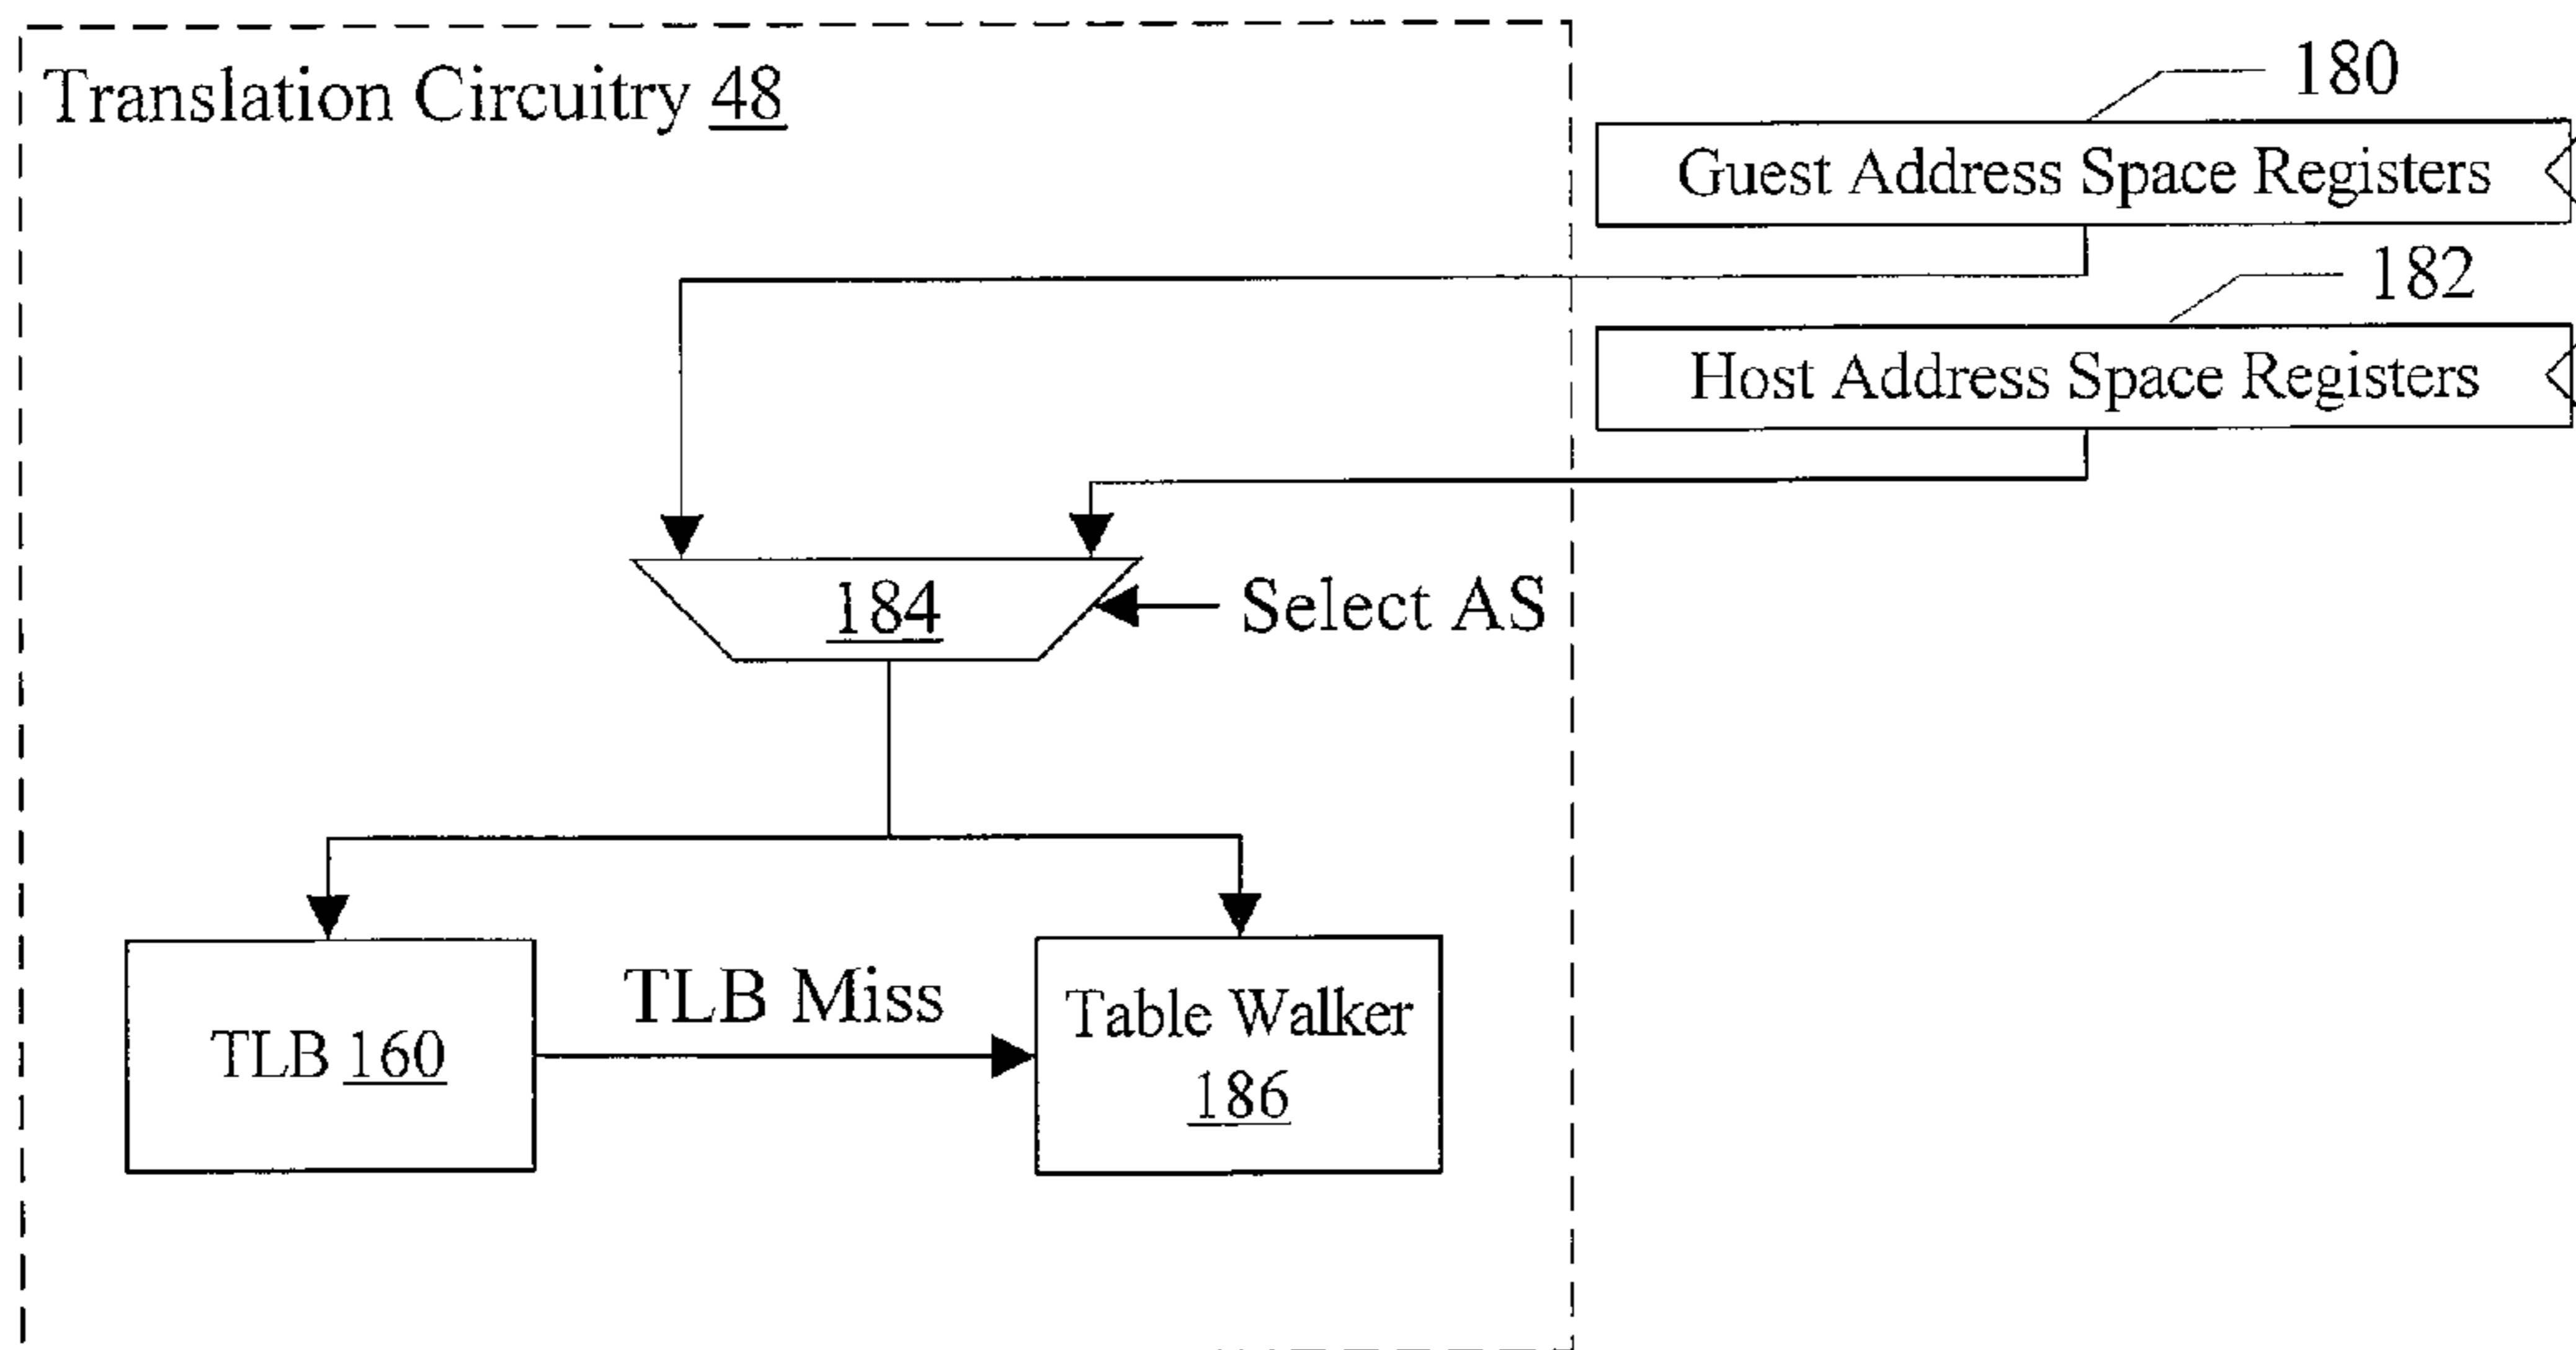 Translation Circuitry 48
180
Guest Address Space Registers
182
Host Address Space Registers
184
Select AS
TLB 160
TLB Miss
Table Walker
186